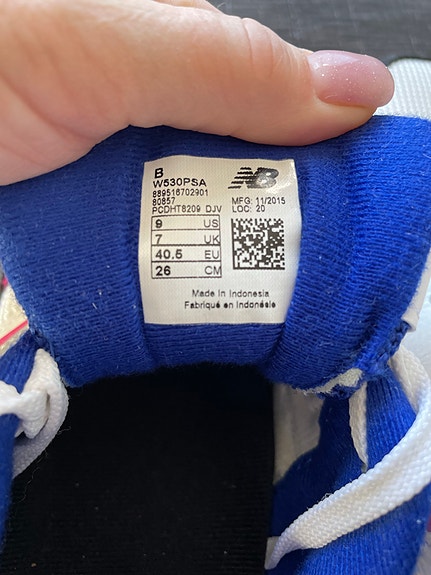 B
W530PSA
889516702901
80857
PCDHT8209 DJV
NB
MFG: 11/2015
LOC: 20
9 US
7 UK
40.5 EU
26 CM
Made in Indonesia
Fabriqué en Indonésie